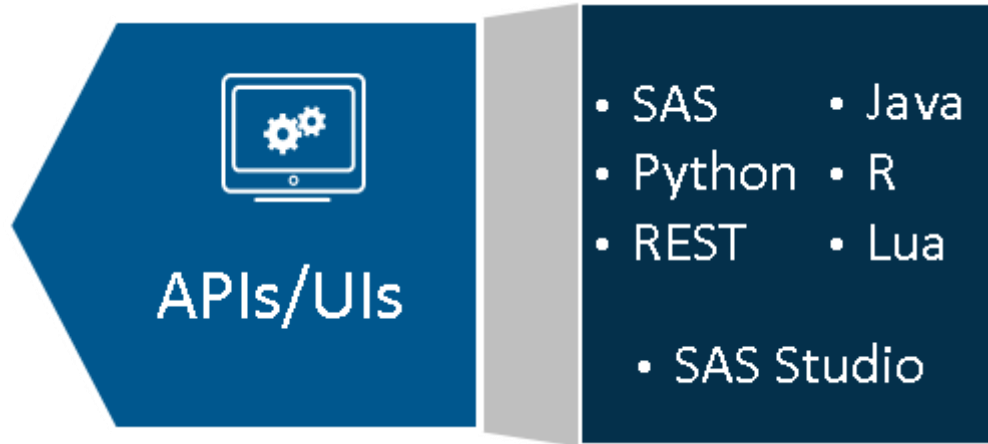 APIs/UIs
• SAS
• Python
• REST
• Java
• R
• Lua
• SAS Studio